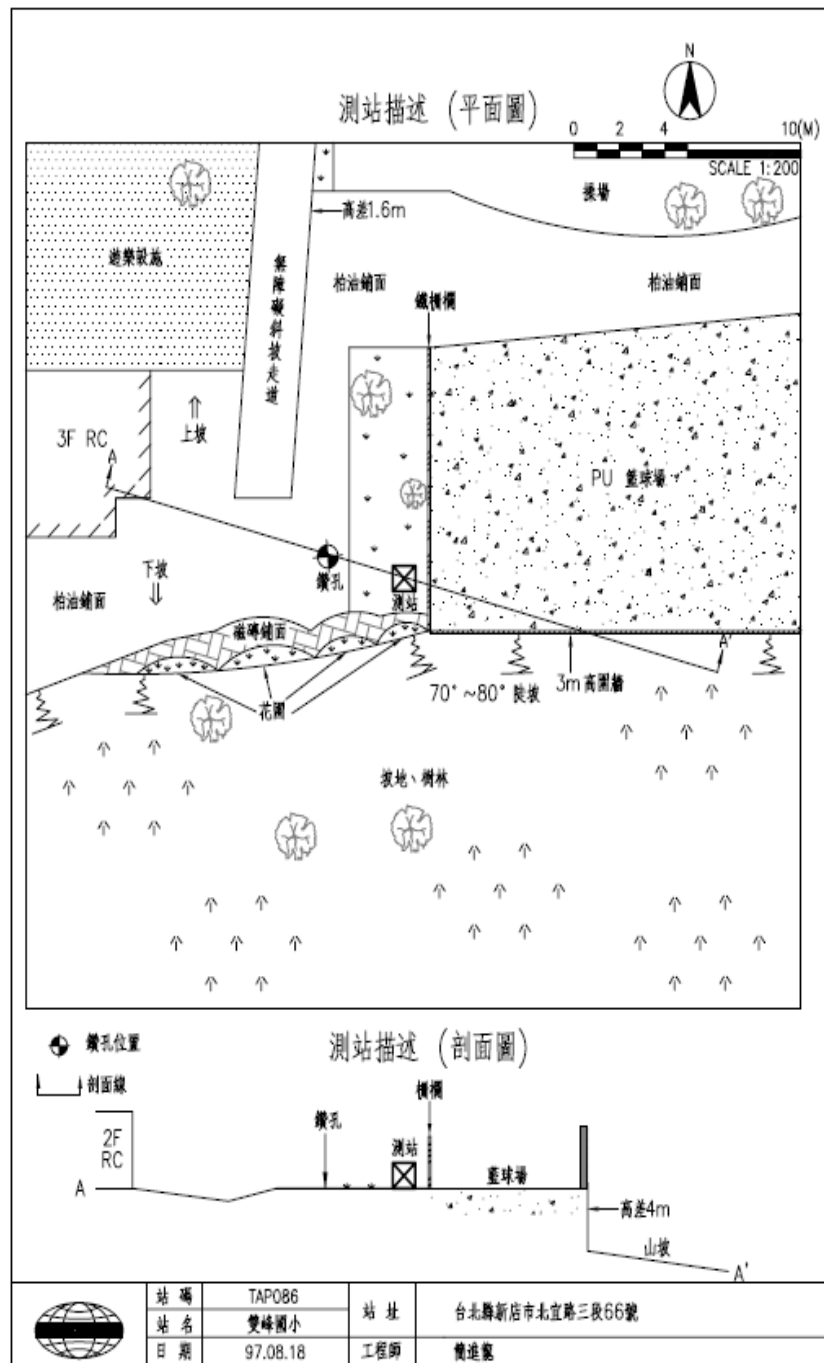 N
測站描述 (平面圖)
0 2 4 10(M)
SCALE 1:200
操場
高差1.6m
遊樂設施
無障礙斜坡走道
柏油鋪面
柏油鋪面
鐵柵欄
3F RC
上坡
A
PU 籃球場
鑽孔
測站
下坡
柏油鋪面
磁磚鋪面
A'
花圃
70°~80° 陡坡
3m 高圍牆
坡地、樹林
鑽孔位置
測站描述 (剖面圖)
剖面線
柵欄
鑽孔
測站
2F
RC
籃球場
A
高差4m
山坡
A'
站碼 TAP086
站址 台北縣新店市北宜路三段66號
站名 雙峰國小
日期 97.08.18
工程師 簡進龍